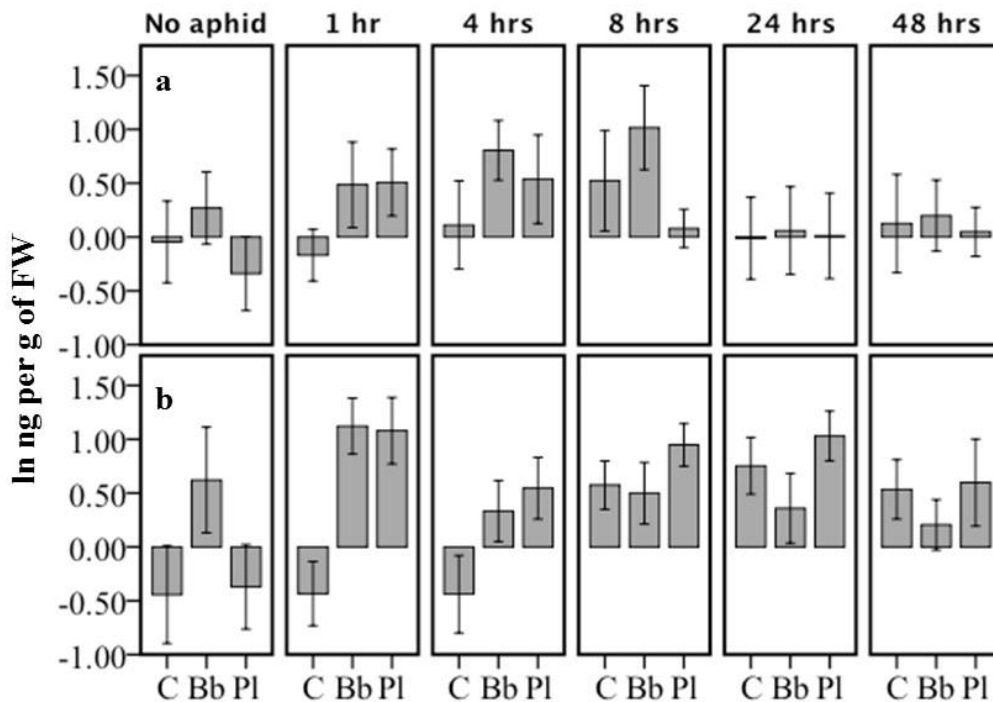 No aphid 1 hr 4 hrs 8 hrs 24 hrs 48 hrs
a
1.50
1.00
0.50
0.00
-0.50
-1.00
ln ng per g of FW
b
1.50
1.00
0.50
0.00
-0.50
-1.00
C Bb Pl C Bb Pl C Bb Pl C Bb Pl C Bb Pl C Bb Pl